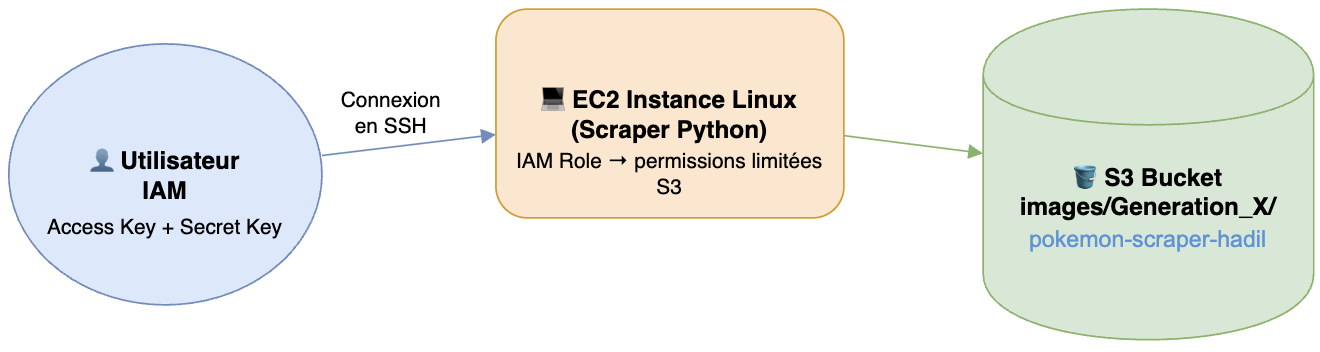 👤 Utilisateur
IAM
Access Key + Secret Key
Connexion
en SSH
💻 EC2 Instance Linux
(Scraper Python)
IAM Role → permissions limitées
S3
🪣 S3 Bucket
images/Generation_X/
pokemon-scraper-hadil